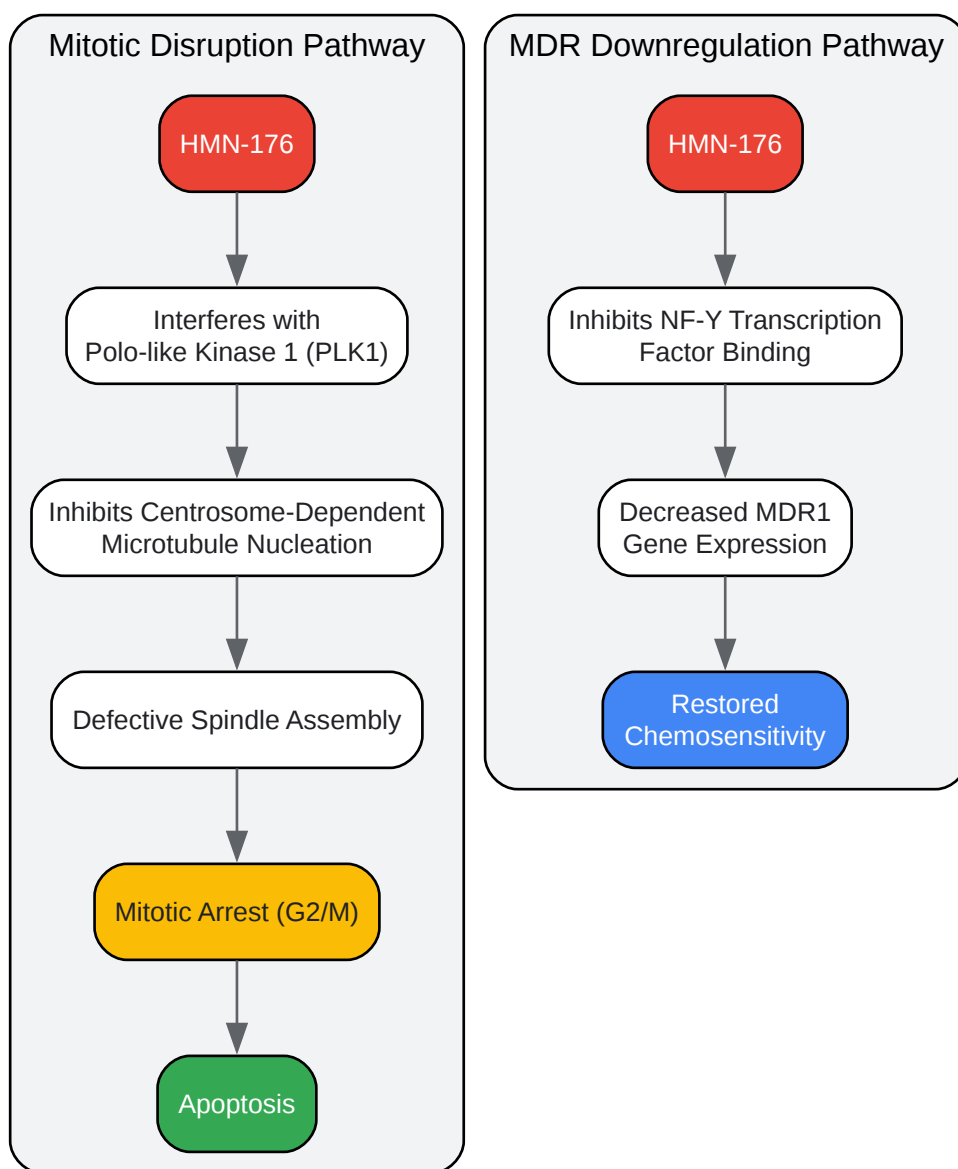 Mitotic Disruption Pathway
HMN-176
Interferes with
Polo-like Kinase 1 (PLK1)
Inhibits Centrosome-Dependent
Microtubule Nucleation
Defective Spindle Assembly
Mitotic Arrest (G2/M)
Apoptosis
MDR Downregulation Pathway
HMN-176
Inhibits NF-Y Transcription
Factor Binding
Decreased MDR1
Gene Expression
Restored
Chemosensitivity